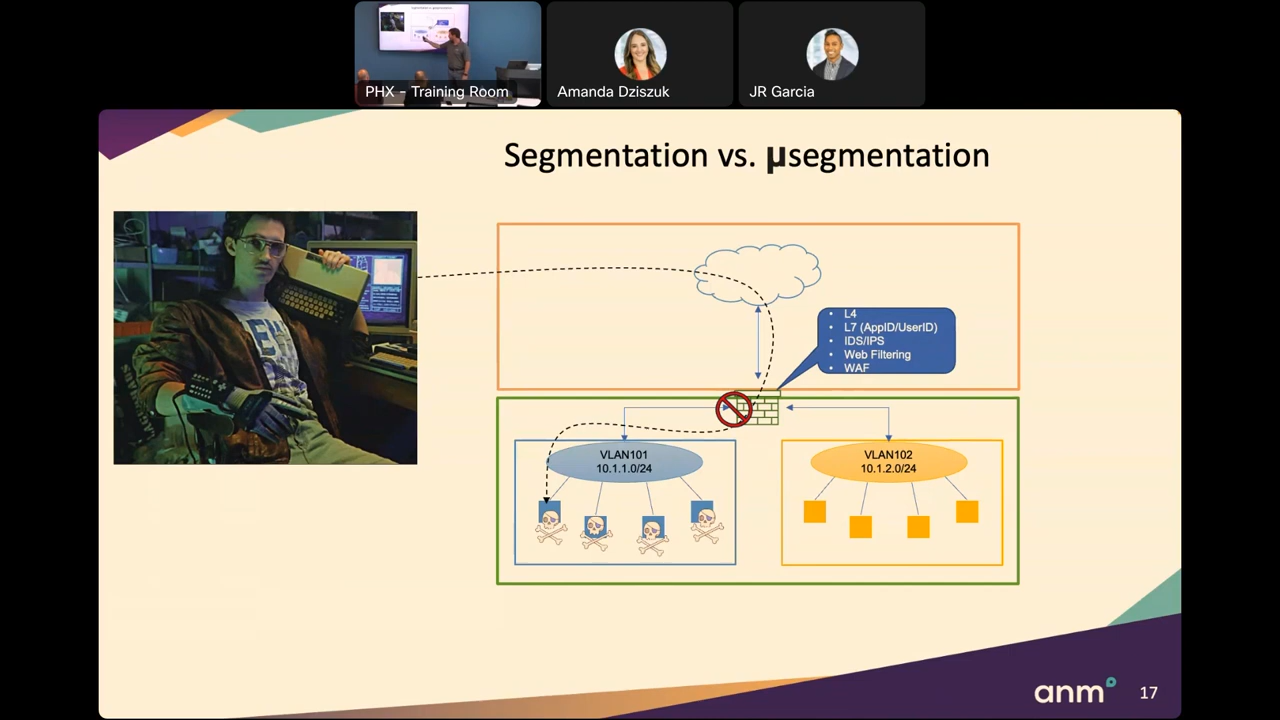 PHX - Training Room
Amanda Dziszuk
JR Garcia
Segmentation vs. µsegmentation
• L4
• L7 (AppID/UserID)
• IDS/IPS
• Web Filtering
• WAF
VLAN101
10.1.1.0/24
VLAN102
10.1.2.0/24
anm
17